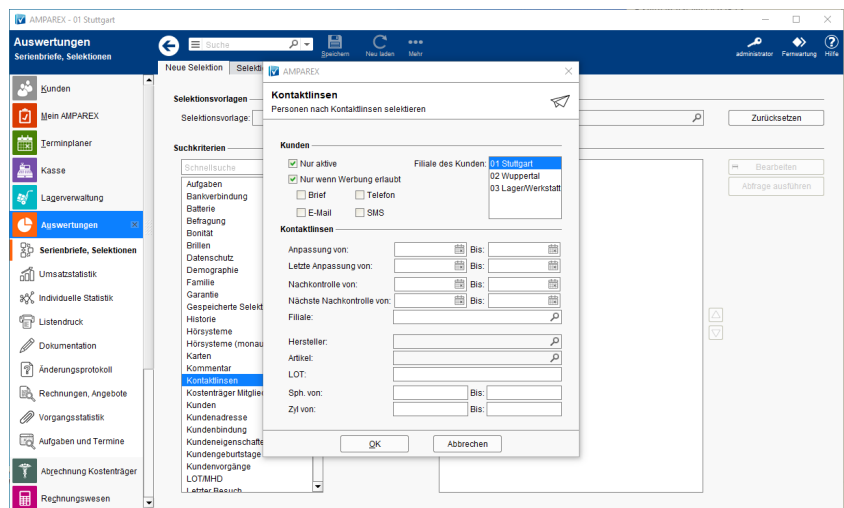 AMPAREX - 01 Stuttgart
Auswertungen
Serienbriefe, Selektionen
Suche
Speichern
Neu laden
Mehr
administrator
Fernwartung
Hilfe
Kunden
Mein AMPAREX
Terminplaner
Kasse
Lagerverwaltung
Auswertungen
Serienbriefe, Selektionen
Umsatzstatistik
Individuelle Statistik
Listendruck
Dokumentation
Änderungsprotokoll
Rechnungen, Angebote
Vorgangsstatistik
Aufgaben und Termine
Abrechnung Kostenträger
Rechnungswesen
Neue Selektion
Selekti
Selektionsvorlagen
Selektionsvorlage:
Zurücksetzen
Suchkriterien
Schnellsuche
Aufgaben
Bankverbindung
Batterie
Befragung
Bonität
Brillen
Datenschutz
Demographie
Familie
Garantie
Gespeicherte Selekt
Historie
Hörsysteme
Hörsysteme (monau
Karten
Kommentar
Kontaktlinsen
Kostenträger Mitglie
Kunden
Kundenadresse
Kundenbindung
Kundeneigenschafte
Kundengeburtstage
Kundenvorgänge
LOT/MHD
Letzter Besuch
Bearbeiten
Abfrage ausführen
AMPAREX
Kontaktlinsen
Personen nach Kontaktlinsen selektieren
Kunden
Nur aktive
Filiale des Kunden:
01 Stuttgart
02 Wuppertal
03 Lager/Werkstatt
Nur wenn Werbung erlaubt
Brief
Telefon
E-Mail
SMS
Kontaktlinsen
Anpassung von:
Bis:
Letzte Anpassung von:
Bis:
Nachkontrolle von:
Bis:
Nächste Nachkontrolle von:
Bis:
Filiale:
Hersteller:
Artikel:
LOT:
Sph. von:
Bis:
Zyl von:
Bis:
OK
Abbrechen